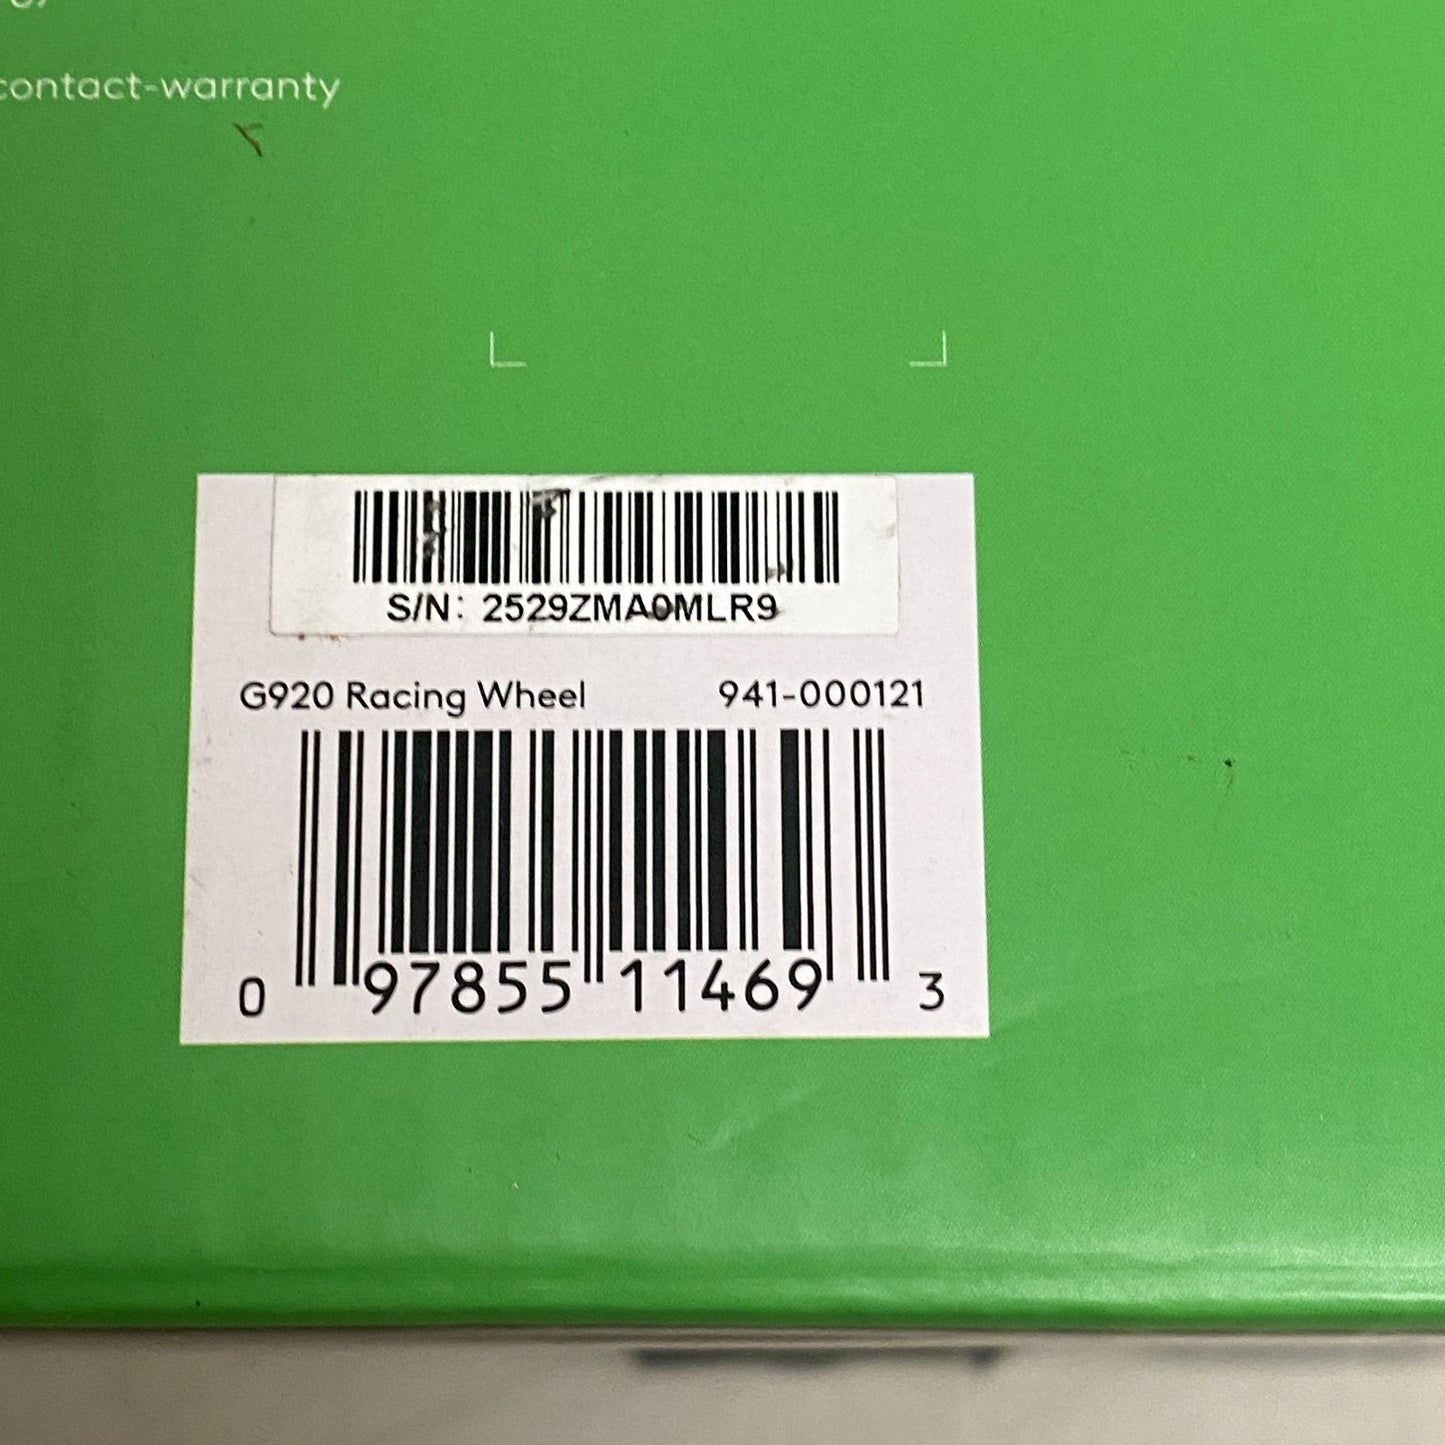 contact-warranty
S/N: 2529ZMA0MLR9
G920 Racing Wheel 941-000121
0 97855 11469 3